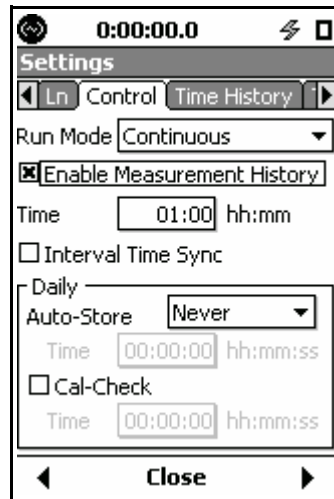 0:00:00.0
Settings
Ln Control Time History
Run Mode Continuous
Enable Measurement History
Time 01:00 hh:mm
Interval Time Sync
Daily
Auto-Store Never
Time 00:00:00 hh:mm:ss
Cal-Check
Time 00:00:00 hh:mm:ss
Close